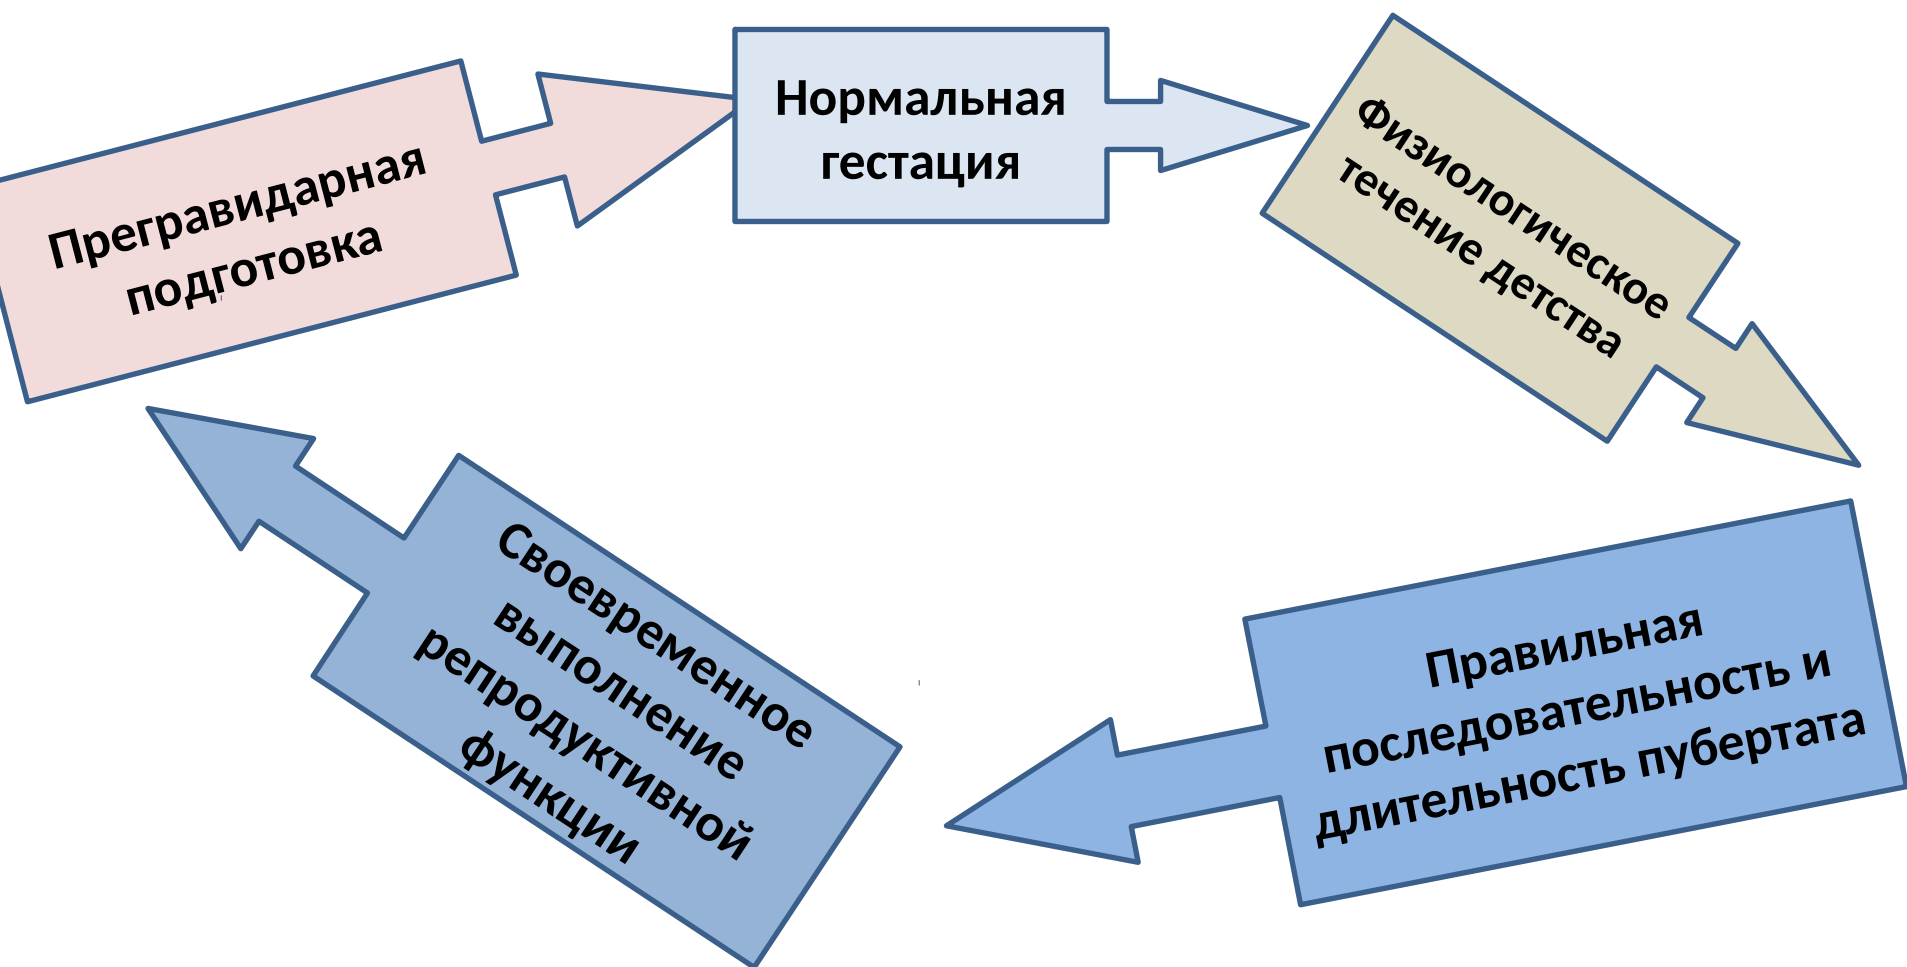 Прегравидарная
подготовка
Нормальная
гестация
Физиологическое
течение детства
Правильная
последовательность и
длительность пубертата
Своевременное
выполнение
репродуктивной
функции